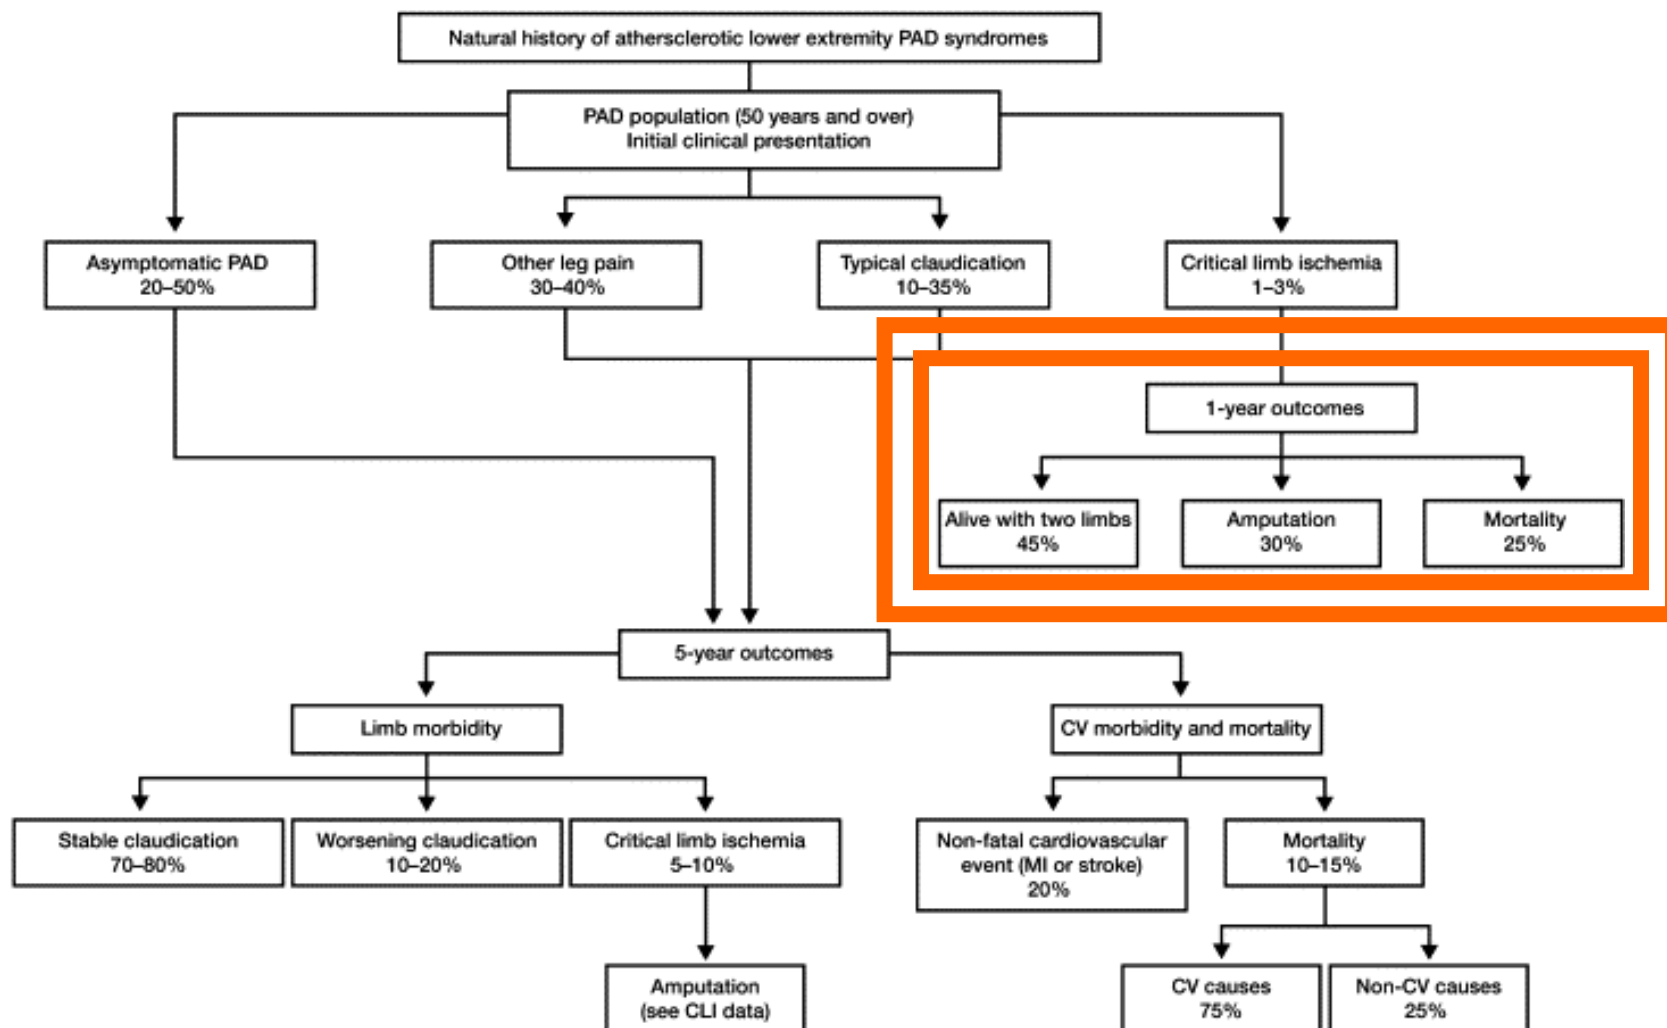 Natural history of athersclerotic lower extremity PAD syndromes
PAD population (50 years and over)
Initial clinical presentation
Asymptomatic PAD
20–50%
Other leg pain
30–40%
Typical claudication
10–35%
Critical limb ischemia
1–3%
1-year outcomes
Alive with two limbs
45%
Amputation
30%
Mortality
25%
5-year outcomes
Limb morbidity
CV morbidity and mortality
Stable claudication
70–80%
Worsening claudication
10–20%
Critical limb ischemia
5–10%
Non-fatal cardiovascular
event (MI or stroke)
20%
Mortality
10–15%
Amputation
(see CLI data)
CV causes
75%
Non-CV causes
25%